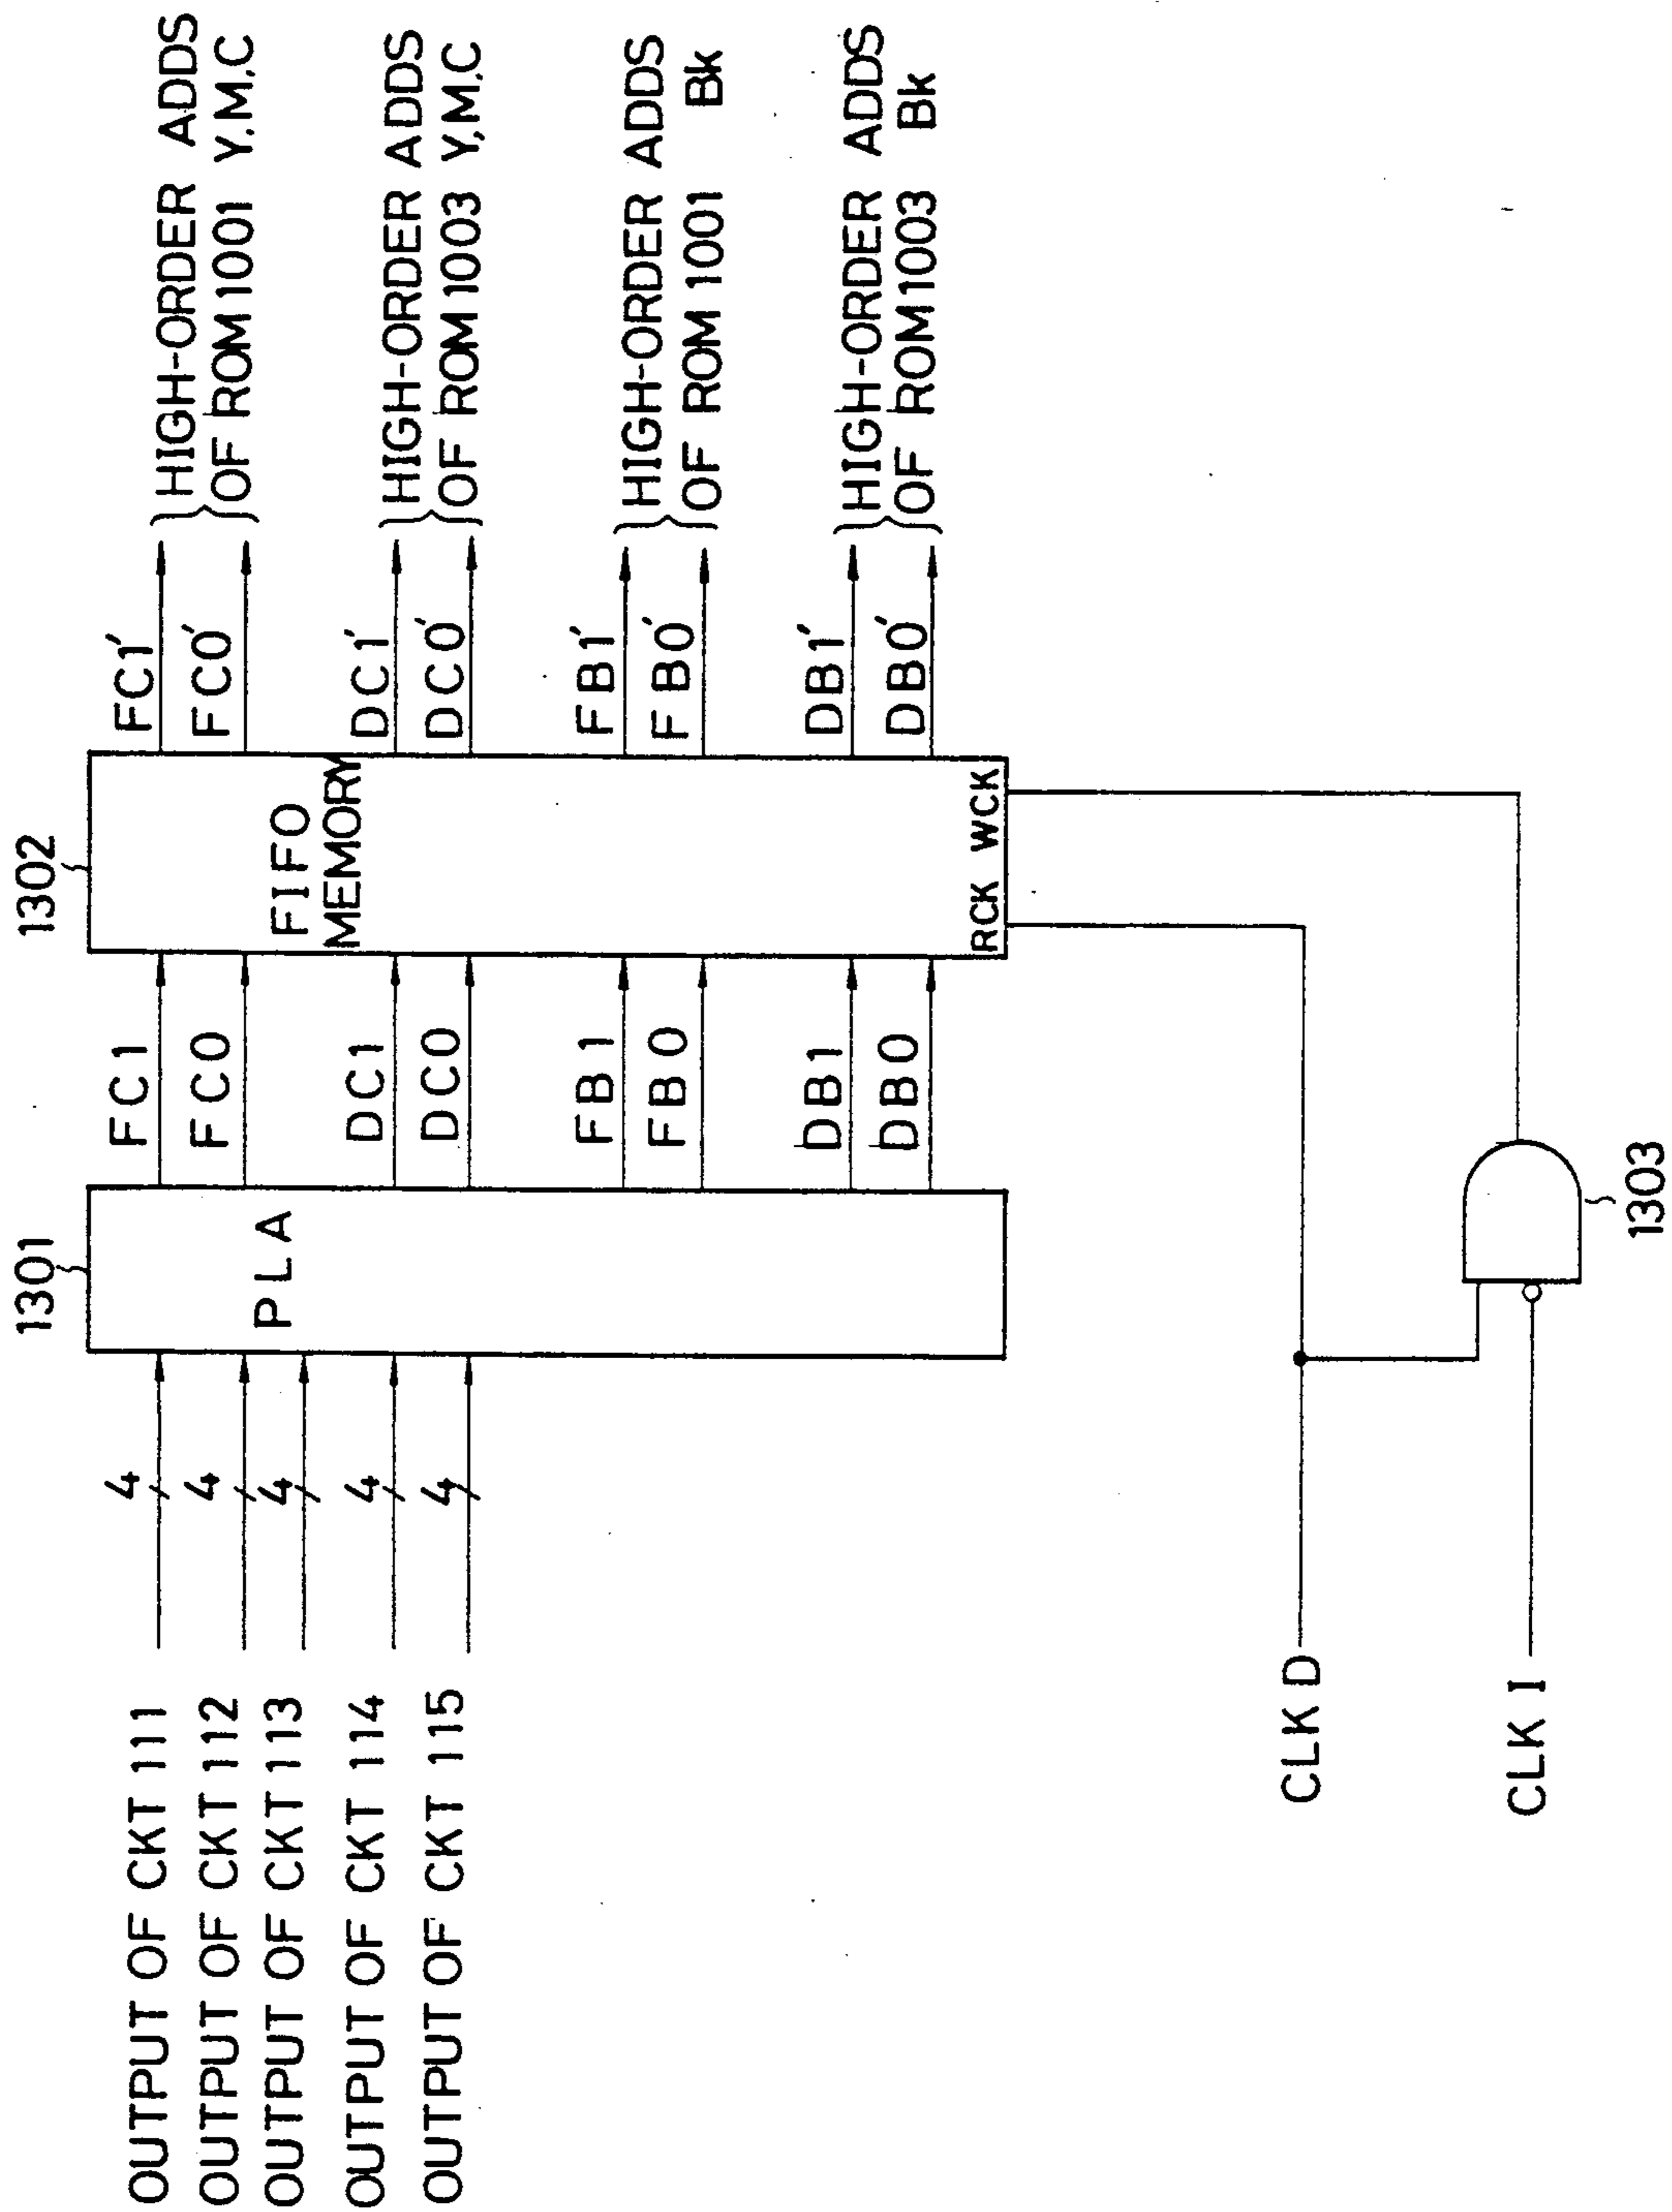 OUTPUT OF CKT 111
OUTPUT OF CKT 112
OUTPUT OF CKT 113
OUTPUT OF CKT 114
OUTPUT OF CKT 115
4
4
4
4
4
1301
PLA
FC1
FC0
DC1
DC0
FB1
FB0
DB1
DB0
1302
FIFO
MEMORY
RCK WCK
FC1'
FC0'
DC1'
DC0'
FB1'
FB0'
DB1'
DB0'
HIGH-ORDER ADDS
OF ROM 1001 Y,M,C
HIGH-ORDER ADDS
OF ROM 1003 Y,M,C
HIGH-ORDER ADDS
OF ROM 1001 Bk
HIGH-ORDER ADDS
OF ROM 1003 Bk
CLK D
CLK I
1303